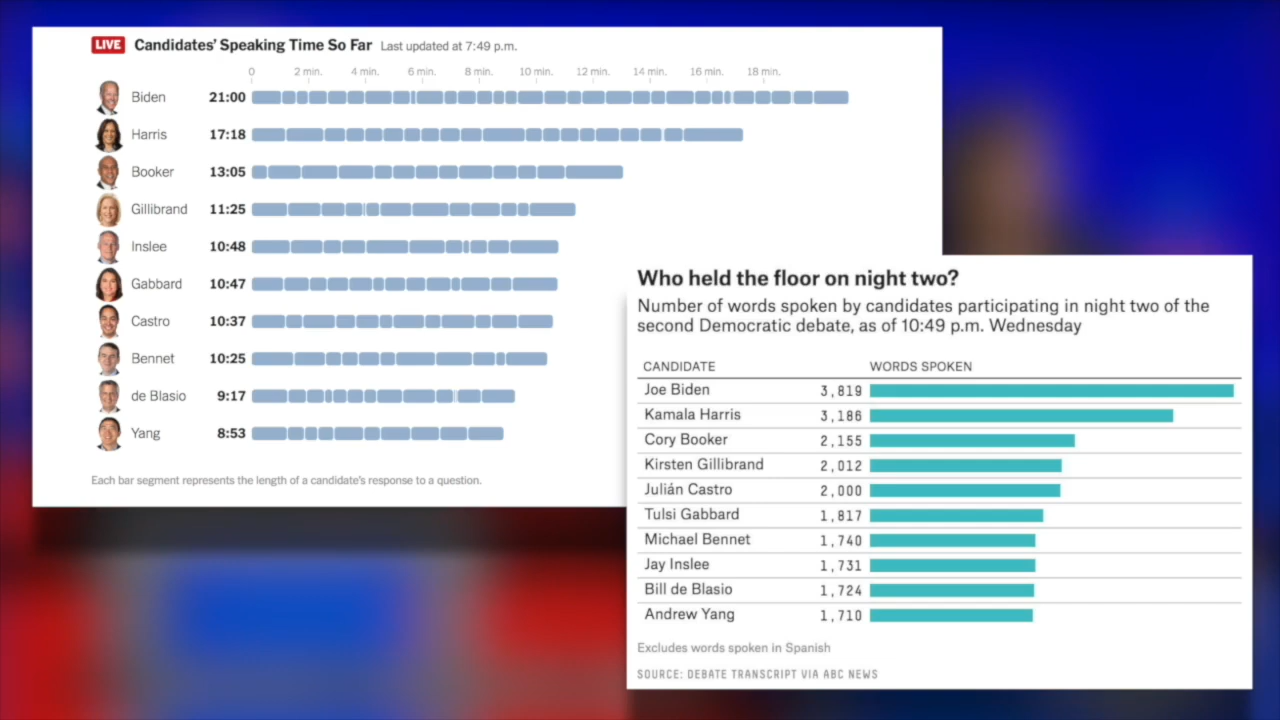 LIVE Candidates' Speaking Time So Far Last updated at 7:49 p.m.
0 2 min. 4 min. 6 min. 8 min. 10 min. 12 min. 14 min. 16 min. 18 min.
Biden 21:00
Harris 17:18
Booker 13:05
Gillibrand 11:25
Inslee 10:48
Gabbard 10:47
Castro 10:37
Bennet 10:25
de Blasio 9:17
Yang 8:53
Each bar segment represents the length of a candidate's response to a question.
Who held the floor on night two?
Number of words spoken by candidates participating in night two of the
second Democratic debate, as of 10:49 p.m. Wednesday
CANDIDATE WORDS SPOKEN
Joe Biden 3,819
Kamala Harris 3,186
Cory Booker 2,155
Kirsten Gillibrand 2,012
Julián Castro 2,000
Tulsi Gabbard 1,817
Michael Bennet 1,740
Jay Inslee 1,731
Bill de Blasio 1,724
Andrew Yang 1,710
Excludes words spoken in Spanish
SOURCE: DEBATE TRANSCRIPT VIA ABC NEWS